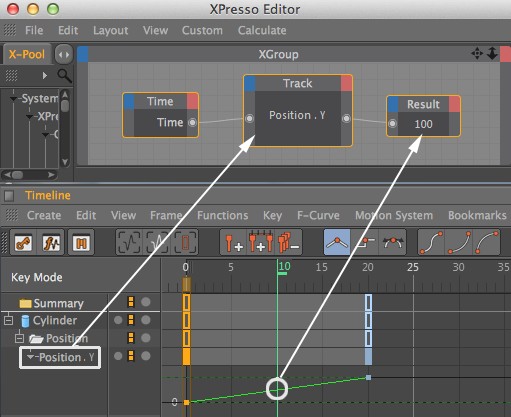 XPresso Editor
File Edit Layout View Custom Calculate
X-Pool
XGroup
System
XPre
C
Time
Time
Track
Position . Y
Result
100
Timeline
Create Edit View Frame Functions Key F-Curve Motion System Bookmarks
Key Mode
0 5 10 15 20 25 30 35
Summary
Cylinder
Position
Position . Y
0